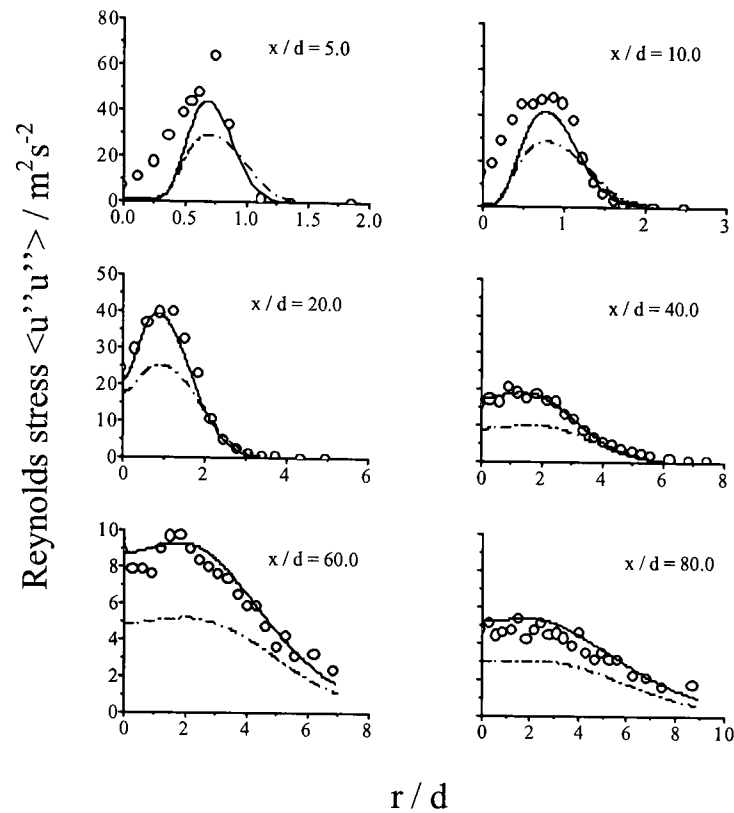 Reynolds stress <u’’u’’> / m²s⁻²
80
60
40
20
0
x / d = 5.0
0.0 0.5 1.0 1.5 2.0
x / d = 10.0
0 1 2 3
50
40
30
20
10
0
x / d = 20.0
0 2 4 6
x / d = 40.0
0 2 4 6 8
10
8
6
4
2
0
x / d = 60.0
0 2 4 6 8
x / d = 80.0
0 2 4 6 8 10
r / d